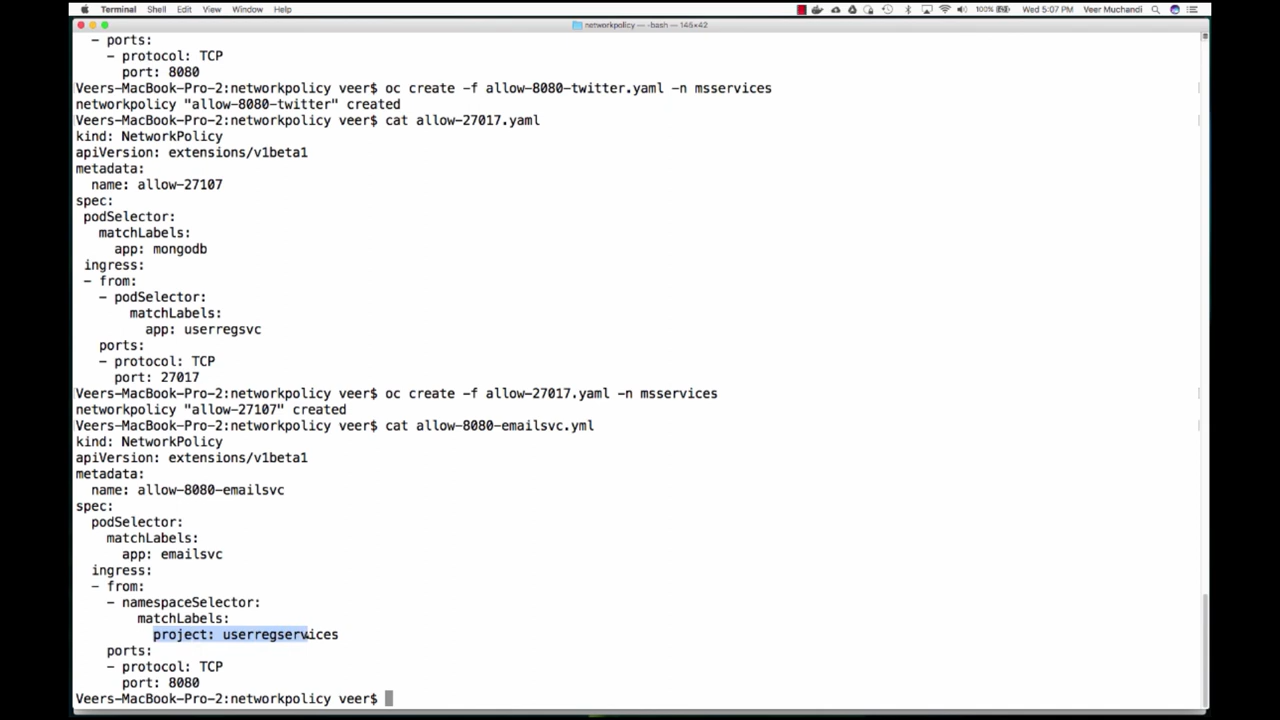 Terminal Shell Edit View Window Help 100% Wed 5:07 PM Veer Muchandi
networkpolicy — -bash — 146×42
- ports:
- protocol: TCP
port: 8080
Veers-MacBook-Pro-2:networkpolicy veer$ oc create -f allow-8080-twitter.yaml -n msservices
networkpolicy "allow-8080-twitter" created
Veers-MacBook-Pro-2:networkpolicy veer$ cat allow-27017.yaml
kind: NetworkPolicy
apiVersion: extensions/v1beta1
metadata:
name: allow-27107
spec:
podSelector:
matchLabels:
app: mongodb
ingress:
- from:
- podSelector:
matchLabels:
app: userregsvc
ports:
- protocol: TCP
port: 27017
Veers-MacBook-Pro-2:networkpolicy veer$ oc create -f allow-27017.yaml -n msservices
networkpolicy "allow-27107" created
Veers-MacBook-Pro-2:networkpolicy veer$ cat allow-8080-emailsvc.yml
kind: NetworkPolicy
apiVersion: extensions/v1beta1
metadata:
name: allow-8080-emailsvc
spec:
podSelector:
matchLabels:
app: emailsvc
ingress:
- from:
- namespaceSelector:
matchLabels:
project: userregservices
ports:
- protocol: TCP
port: 8080
Veers-MacBook-Pro-2:networkpolicy veer$